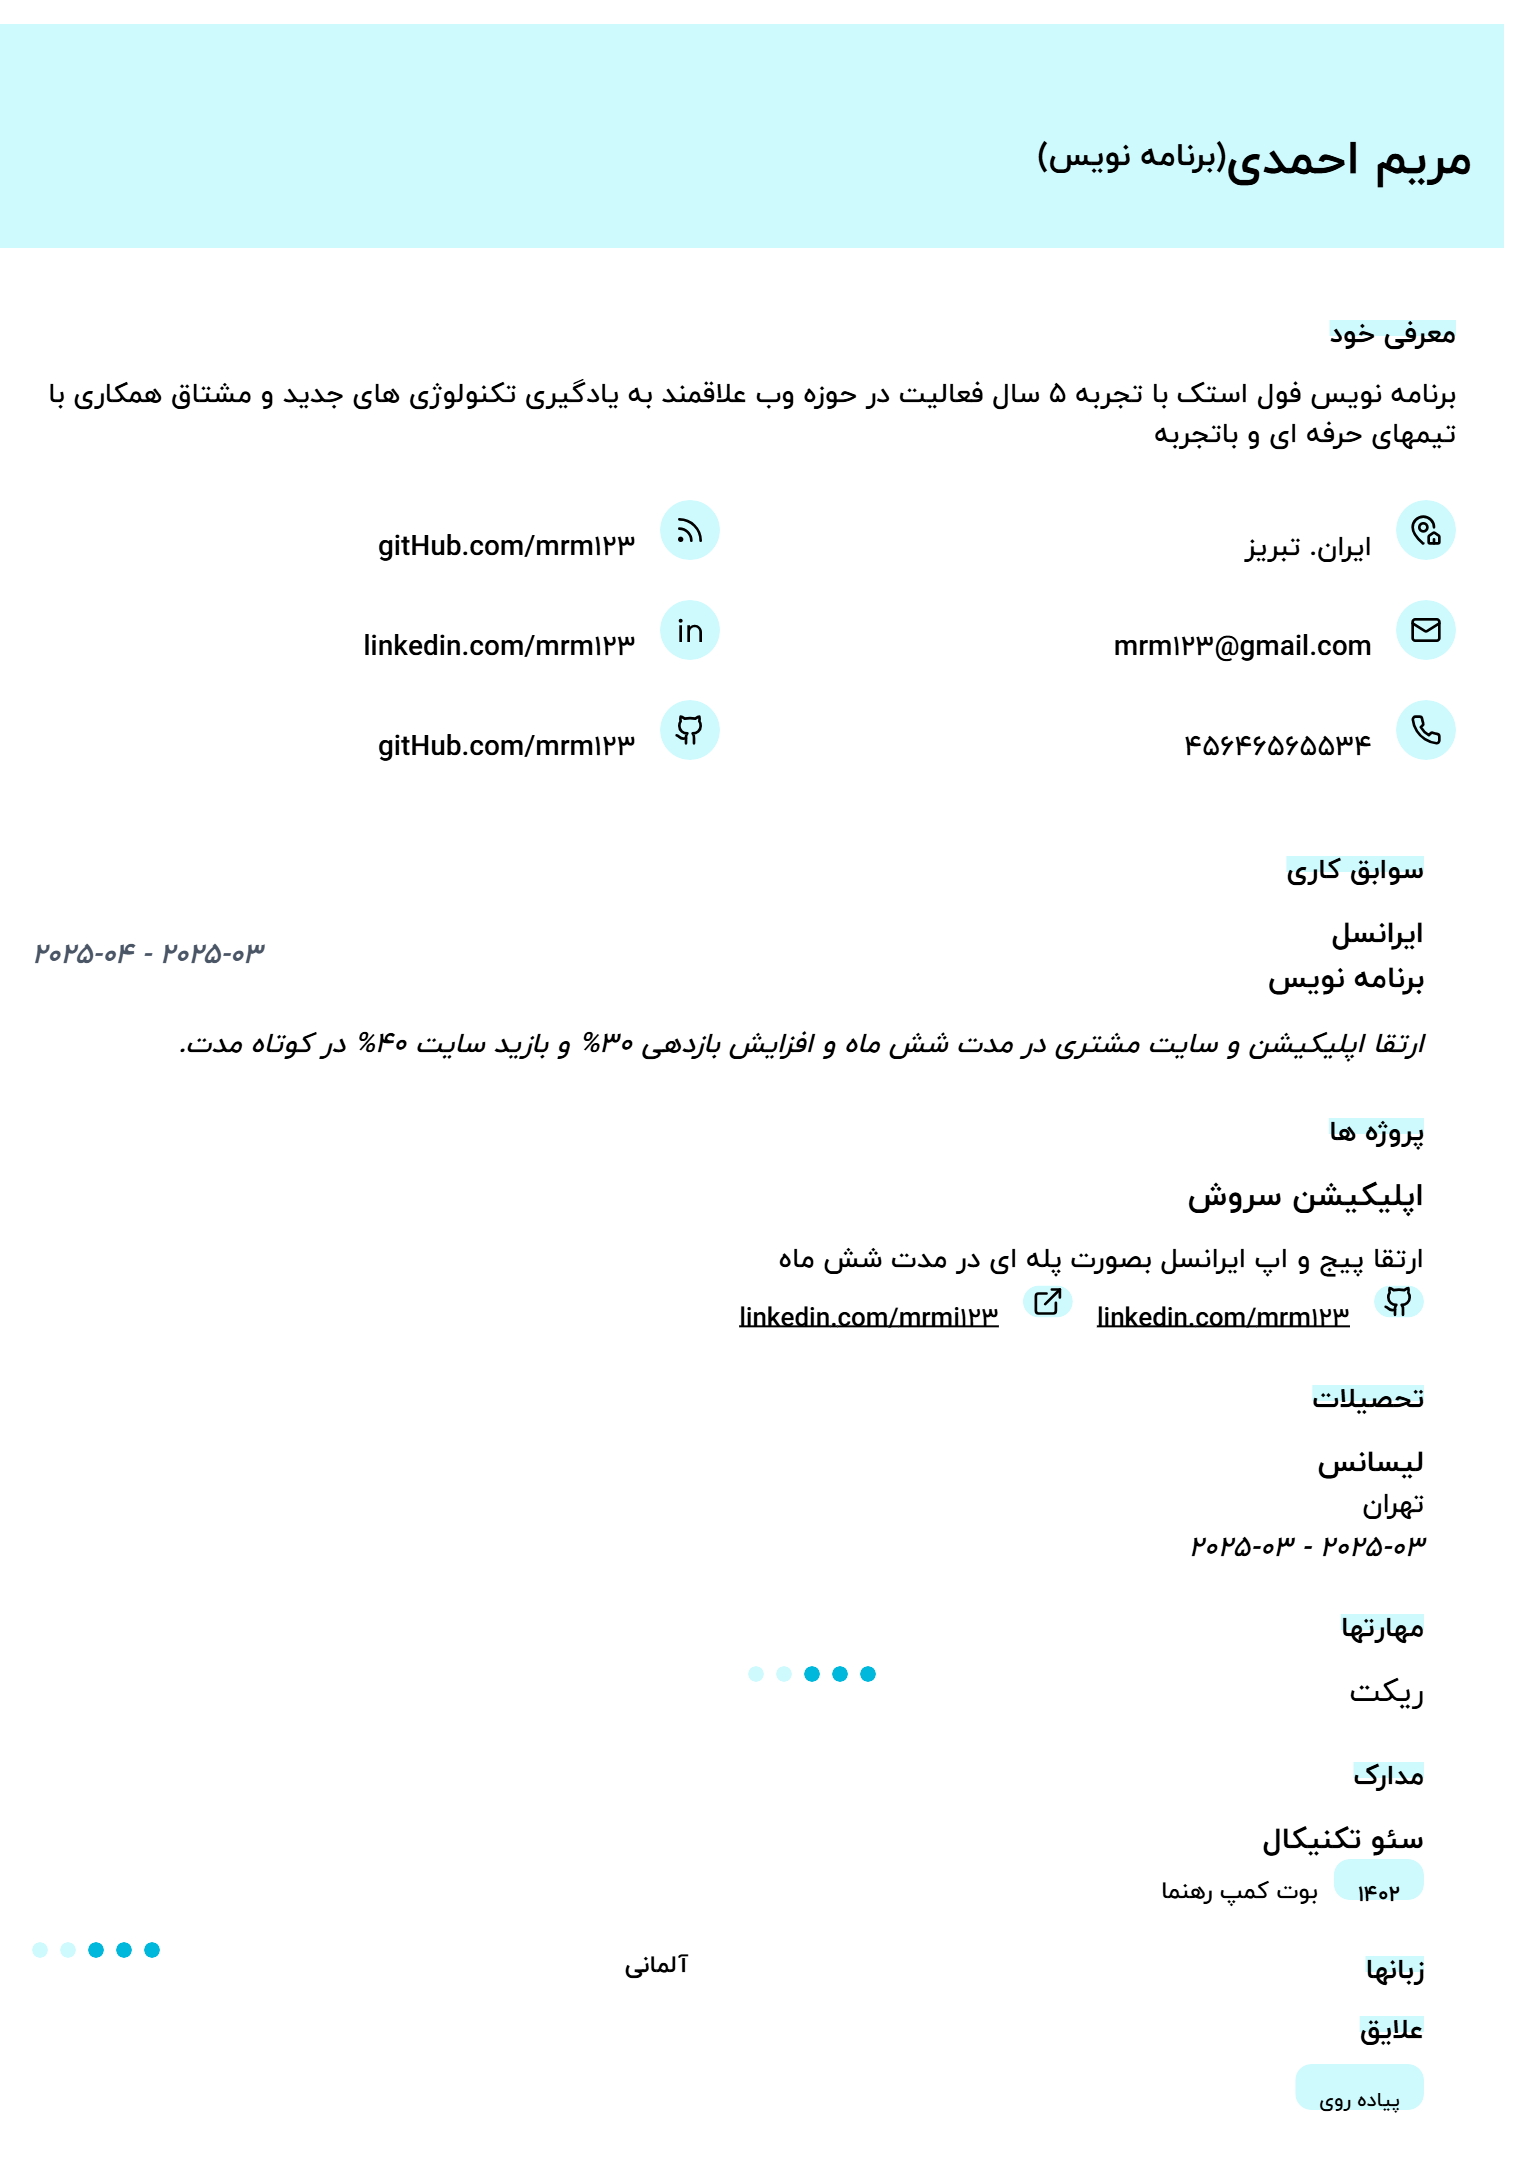 مریم احمدی(برنامه نویس)
معرفی خود
برنامه نویس فول استک با تجربه ۵ سال فعالیت در حوزه وب علاقمند به یادگیری تکنولوژی های جدید و مشتاق همکاری با
تیمهای حرفه ای و باتجربه
ایران. تبریز
gitHub.com/mrm۱۲۳
mrm۱۲۳@gmail.com
linkedin.com/mrm۱۲۳
۴۵۶۴۶۵۶۵۵۳۴
gitHub.com/mrm۱۲۳
سوابق کاری
ایرانسل
۲۰۲۵-۰۳ - ۲۰۲۵-۰۴
برنامه نویس
ارتقا اپلیکیشن و سایت مشتری در مدت شش ماه و افزایش بازدهی ۳۰% و بازید سایت ۴۰% در کوتاه مدت.
پروژه ها
اپلیکیشن سروش
ارتقا پیج و اپ ایرانسل بصورت پله ای در مدت شش ماه
linkedin.com/mrm۱۲۳ linkedin.com/mrmi۱۲۳
تحصیلات
لیسانس
تهران
۲۰۲۵-۰۳ - ۲۰۲۵-۰۳
مهارتها
ریکت
مدارک
سئو تکنیکال
۱۴۰۲ بوت کمپ رهنما
زبانها
آلمانی
علایق
پیاده روی